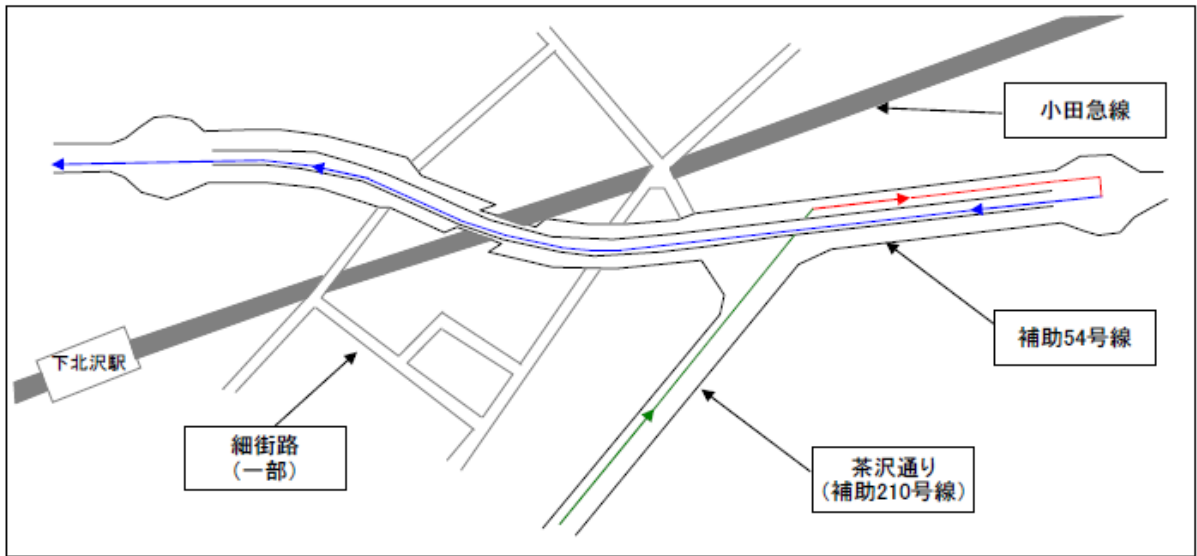 小田急線
補助54号線
下北沢駅
細街路
(一部)
茶沢通り
(補助210号線)